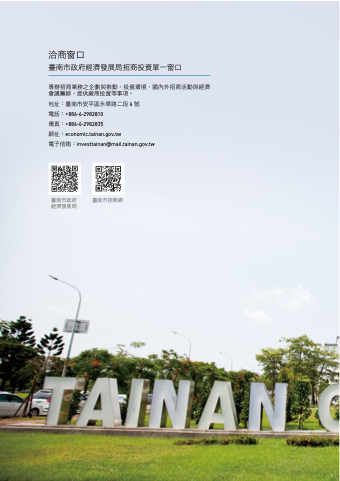 洽商窗口
臺南市政府經濟發展局招商投資單一窗口
專辦招商業務之企劃與推動、投資環境、國內外招商活動與經濟
會議籌辦、提供廠商投資等事項。
地址：臺南市安平區永華路二段 6 號
電話：+886-6-2982810
傳真：+886-6-2982835
網址：economic.tainan.gov.tw
電子信箱：investtainan@mail.tainan.gov.tw
臺南市政府 臺南市招商網
經濟發展局
TAINAN C